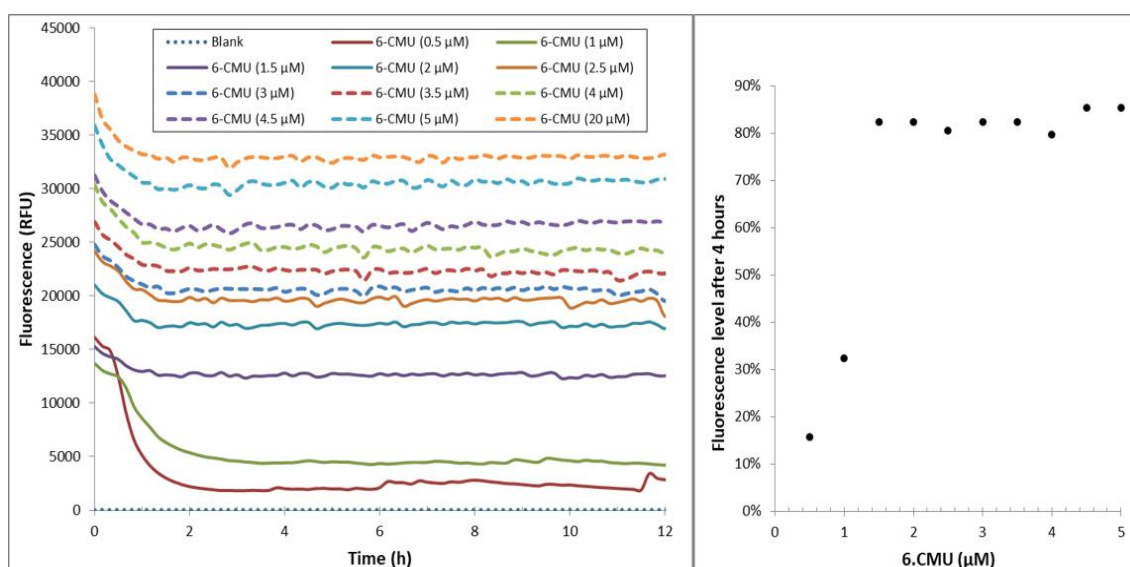 45000
40000
35000
30000
25000
20000
15000
10000
5000
0
Fluorescence (RFU)
Blank 6-CMU (0.5 µM) 6-CMU (1 µM)
6-CMU (1.5 µM) 6-CMU (2 µM) 6-CMU (2.5 µM)
6-CMU (3 µM) 6-CMU (3.5 µM) 6-CMU (4 µM)
6-CMU (4.5 µM) 6-CMU (5 µM) 6-CMU (20 µM)
0 2 4 6 8 10 12
Time (h)
90%
80%
70%
60%
50%
40%
30%
20%
10%
0%
Fluorescence level after 4 hours
0 1 2 3 4 5
6.CMU (µM)